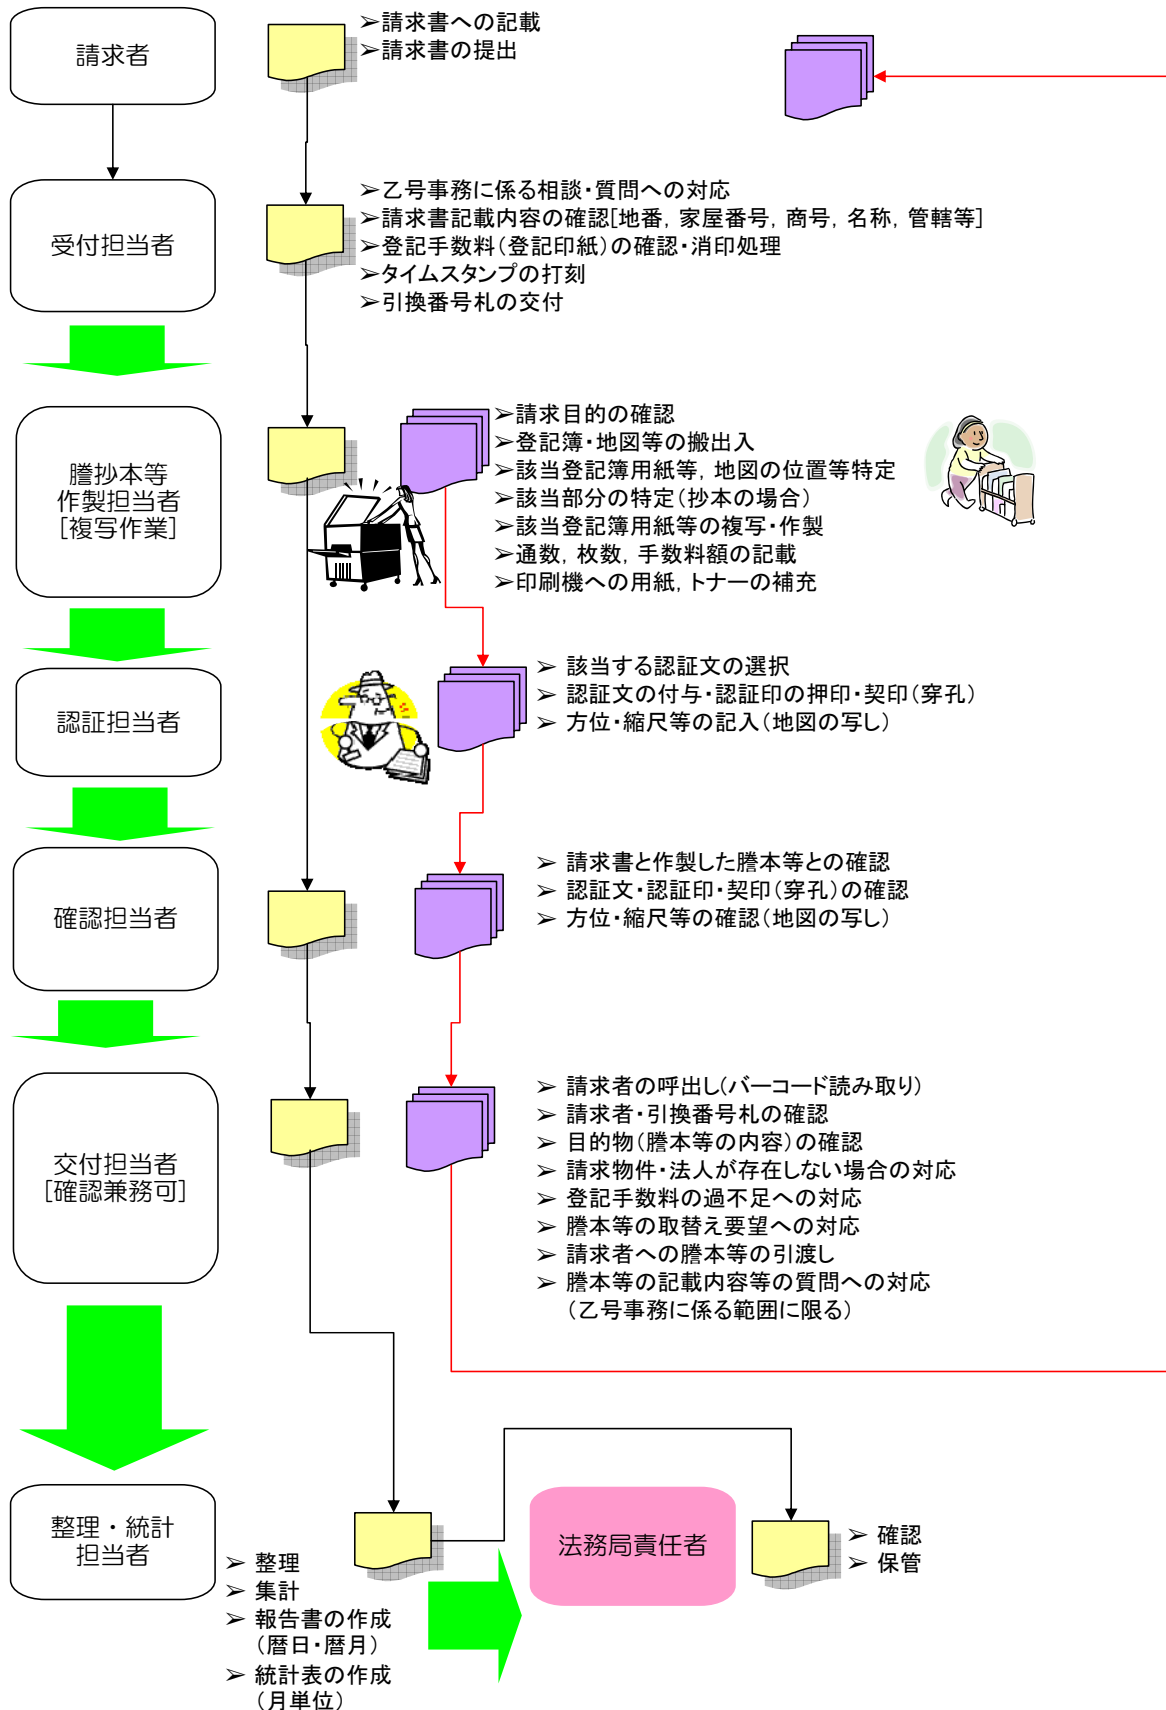 請求者
➢請求書への記載
➢請求書の提出
受付担当者
➢乙号事務に係る相談・質問への対応
➢請求書記載内容の確認[地番, 家屋番号, 商号, 名称, 管轄等]
➢登記手数料(登記印紙)の確認・消印処理
➢タイムスタンプの打刻
➢引換番号札の交付
謄抄本等
作製担当者
[複写作業]
➢請求目的の確認
➢登記簿・地図等の搬出入
➢該当登記簿用紙等, 地図の位置等特定
➢該当部分の特定(抄本の場合)
➢該当登記簿用紙等の複写・作製
➢通数, 枚数, 手数料額の記載
➢印刷機への用紙, トナーの補充
認証担当者
➢ 該当する認証文の選択
➢ 認証文の付与・認証印の押印・契印(穿孔)
➢ 方位・縮尺等の記入(地図の写し)
確認担当者
➢ 請求書と作製した謄本等との確認
➢ 認証文・認証印・契印(穿孔)の確認
➢ 方位・縮尺等の確認(地図の写し)
交付担当者
[確認兼務可]
➢ 請求者の呼出し(バーコード読み取り)
➢ 請求者・引換番号札の確認
➢ 目的物(謄本等の内容)の確認
➢ 請求物件・法人が存在しない場合の対応
➢ 登記手数料の過不足への対応
➢ 謄本等の取替え要望への対応
➢ 請求者への謄本等の引渡し
➢ 謄本等の記載内容等の質問への対応
(乙号事務に係る範囲に限る)
整理・統計
担当者
➢ 整理
➢ 集計
➢ 報告書の作成
(暦日・暦月)
➢ 統計表の作成
(月単位)
法務局責任者
➢ 確認
➢ 保管